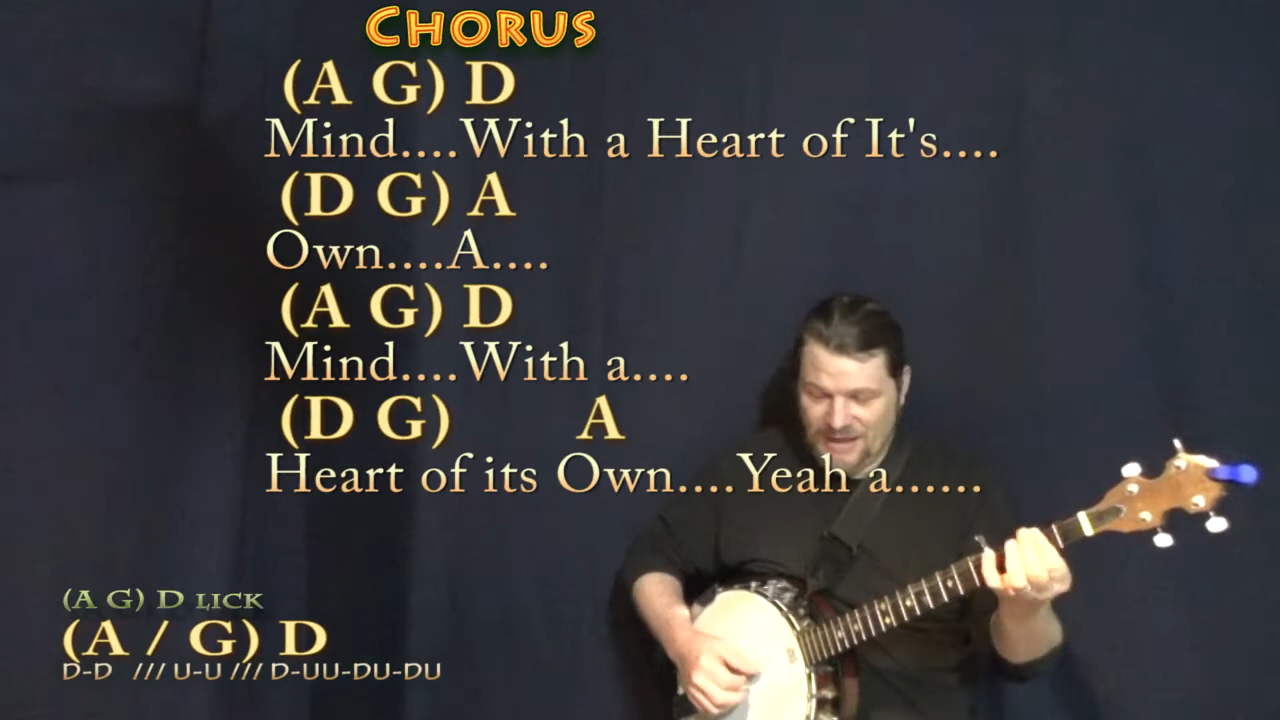 CHORUS
(A G) D
Mind....With a Heart of It's....
(D G) A
Own....A....
(A G) D
Mind....With a....
(D G) A
Heart of its Own....Yeah a......
(A G) D LICK
(A / G) D
D-D /// U-U /// D-UU-DU-DU